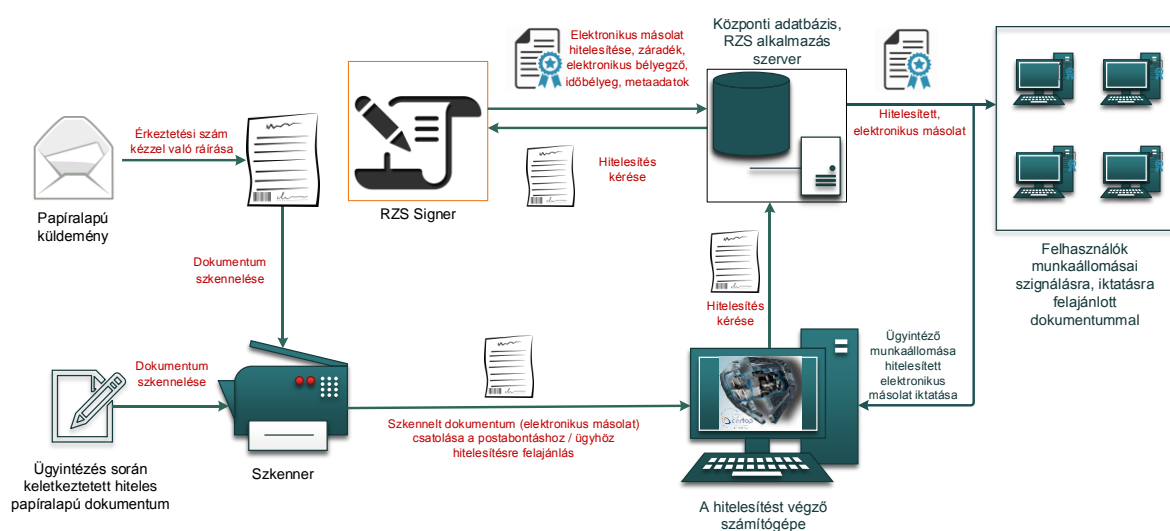 Elektronikus másolat
hitelesítése, záradék,
elektronikus bélyegző,
időbélyeg, metaadatok
Központi adatbázis,
RZS alkalmazás
szerver
Érkeztetési szám
kézzel való ráírása
Hitelesített,
elektronikus másolat
Hitelesítés
kérése
Papíralapú
küldemény
RZS Signer
Dokumentum
szkennelése
Felhasználók
munkaállomásai
szignálásra, iktatásra
felajánlott
dokumentummal
Hitelesítés
kérése
Dokumentum
szkennelése
Ügyintéző
munkaállomása
hitelesített
elektronikus
másolat iktatása
Szkennelt dokumentum (elektronikus másolat)
csatolása a postabontáshoz / ügyhöz
hitelesítésre felajánlás
Ügyintézés során
keletkeztetett hiteles
papíralapú dokumentum
Szkenner
A hitelesítést végző
számítógépe